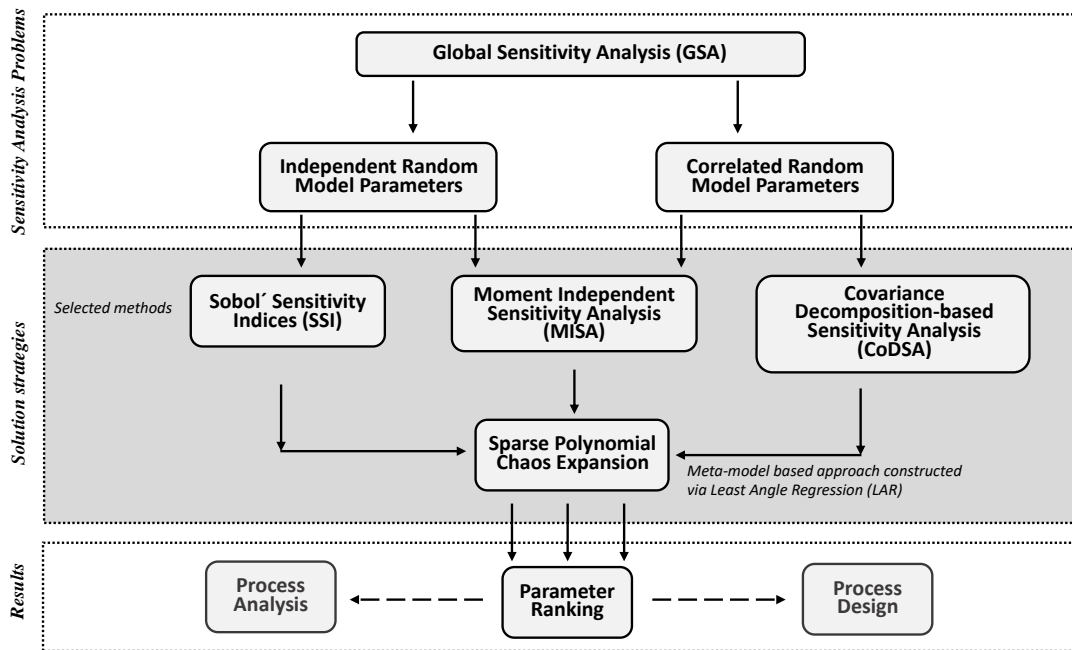 Sensitivity Analysis Problems
Global Sensitivity Analysis (GSA)
Independent Random
Model Parameters
Correlated Random
Model Parameters
Solution strategies
Selected methods
Sobol´ Sensitivity
Indices (SSI)
Moment Independent
Sensitivity Analysis
(MISA)
Covariance
Decomposition-based
Sensitivity Analysis
(CoDSA)
Sparse Polynomial
Chaos Expansion
Meta-model based approach constructed
via Least Angle Regression (LAR)
Results
Process
Analysis
Parameter
Ranking
Process
Design